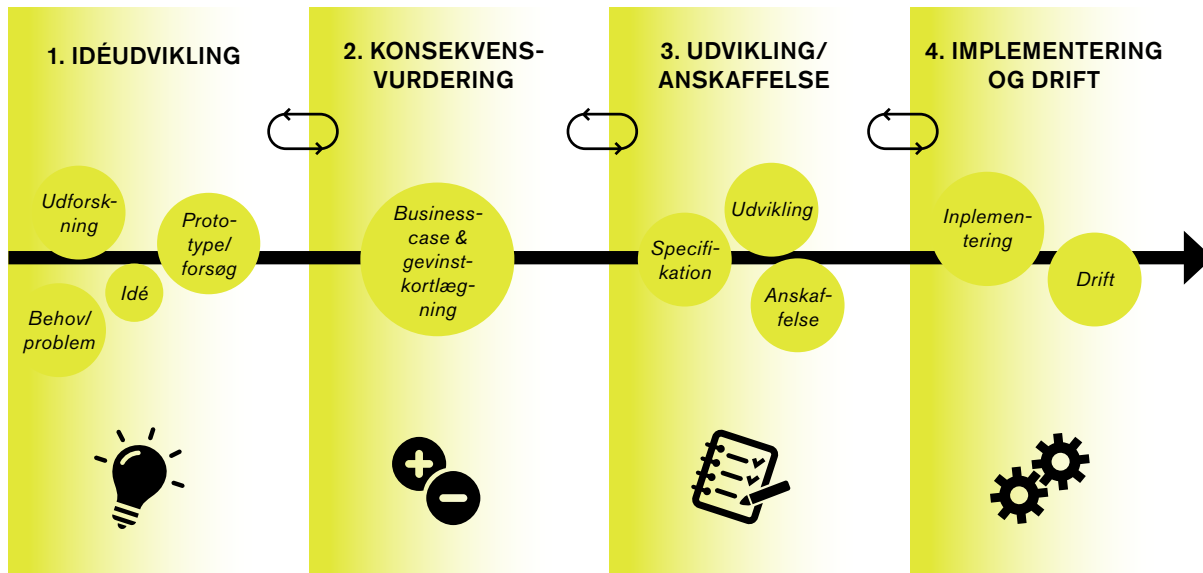 1. IDÉUDVIKLING
Udforsk-
ning
Proto-
type/
forsøg
Idé
Behov/
problem
2. KONSEKVENS-
VURDERING
Business-
case &
gevinst-
kortlæg-
ning
3. UDVIKLING/
ANSKAFFELSE
Udvikling
Specifi-
kation
Anskaf-
felse
4. IMPLEMENTERING
OG DRIFT
Inplemen-
tering
Drift